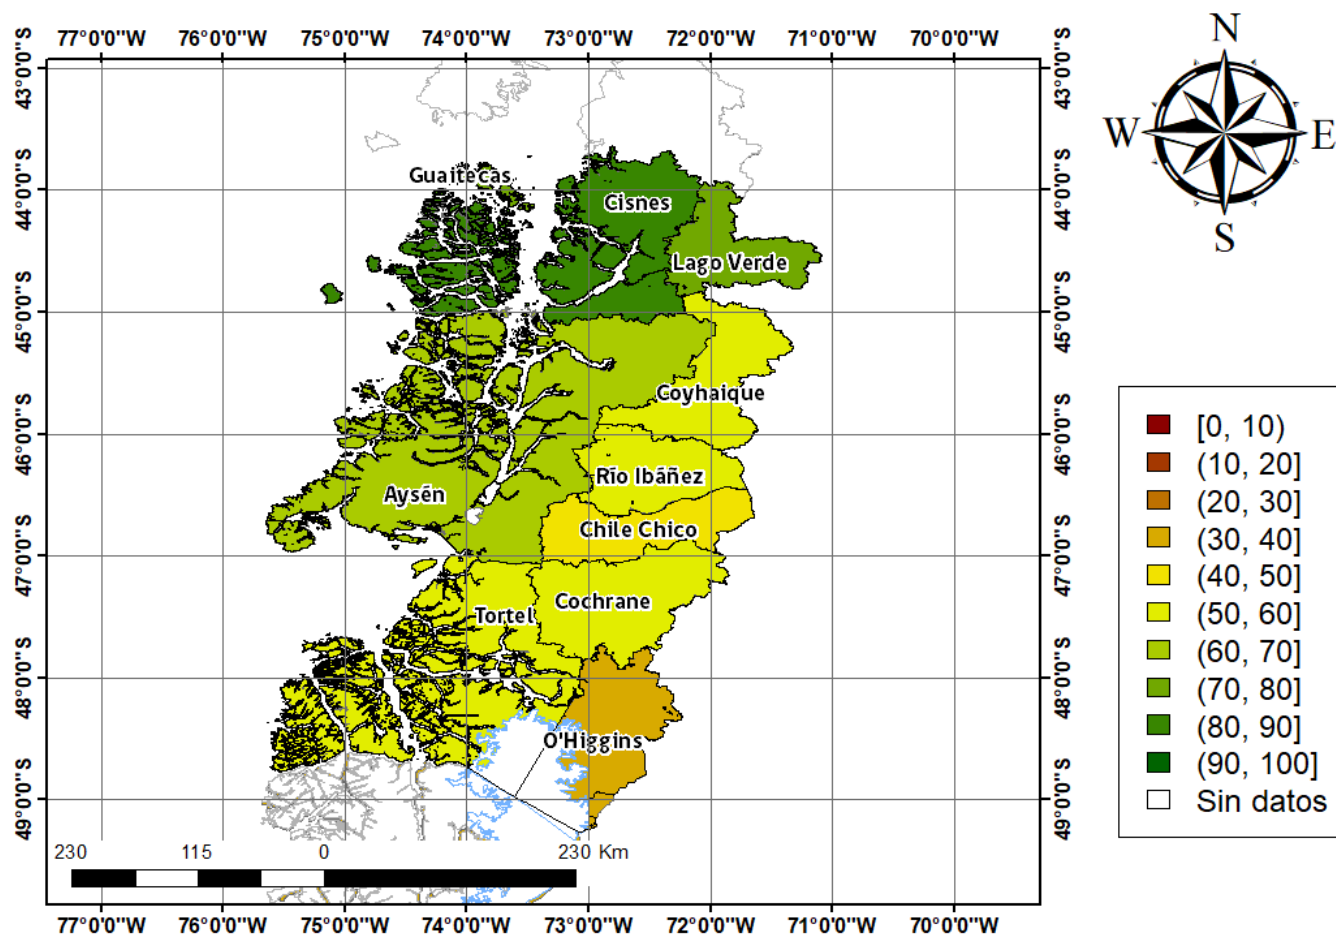 77°0'0"W 76°0'0"W 75°0'0"W 74°0'0"W 73°0'0"W 72°0'0"W 71°0'0"W 70°0'0"W
43°0'0"S
44°0'0"S
45°0'0"S
46°0'0"S
47°0'0"S
48°0'0"S
49°0'0"S
Guaitecas
Cisnes
Lago Verde
Coyhaique
Río Ibáñez
Aysén
Chile Chico
Cochrane
Tortel
O'Higgins
230 115 0 230 Km
43°0'0"S
44°0'0"S
45°0'0"S
46°0'0"S
47°0'0"S
48°0'0"S
49°0'0"S
77°0'0"W 76°0'0"W 75°0'0"W 74°0'0"W 73°0'0"W 72°0'0"W 71°0'0"W 70°0'0"W
N
W E
S
[0, 10)
(10, 20]
(20, 30]
(30, 40]
(40, 50]
(50, 60]
(60, 70]
(70, 80]
(80, 90]
(90, 100]
Sin datos